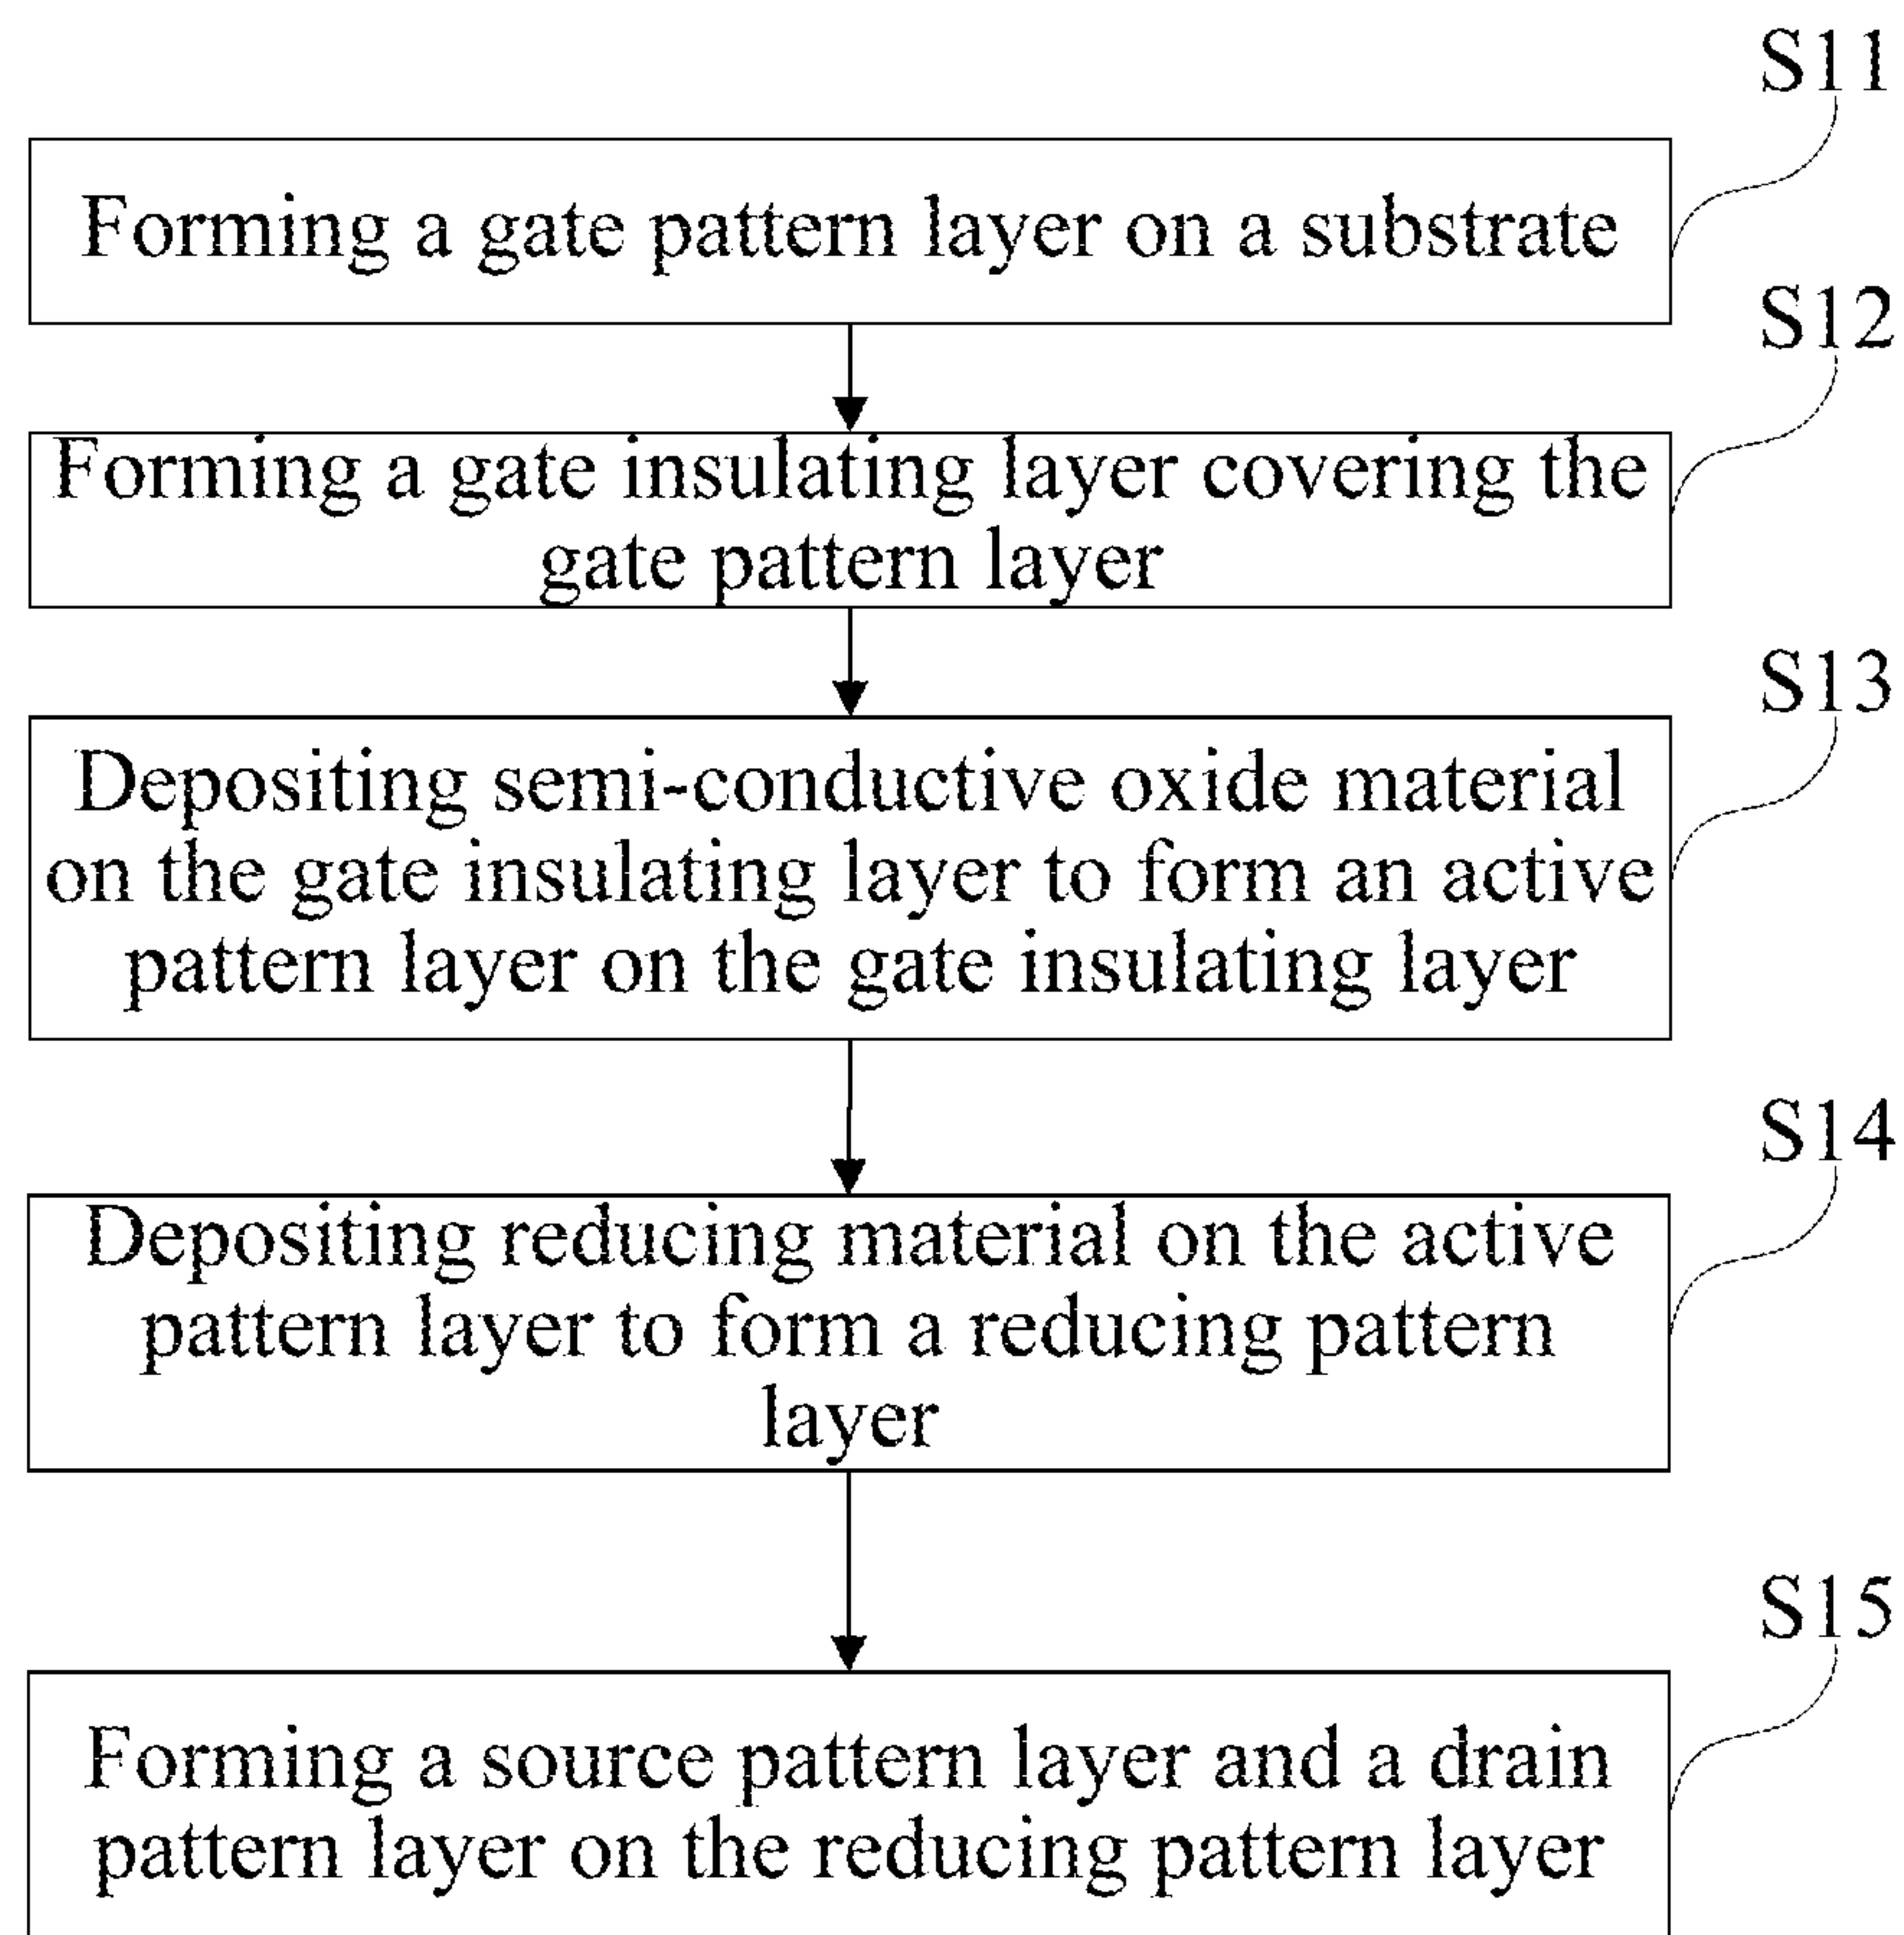 S11
Forming a gate pattern layer on a substrate
S12
Forming a gate insulating layer covering the
gate pattern layer
S13
Depositing semi-conductive oxide material
on the gate insulating layer to form an active
pattern layer on the gate insulating layer
S14
Depositing reducing material on the active
pattern layer to form a reducing pattern
layer
S15
Forming a source pattern layer and a drain
pattern layer on the reducing pattern layer